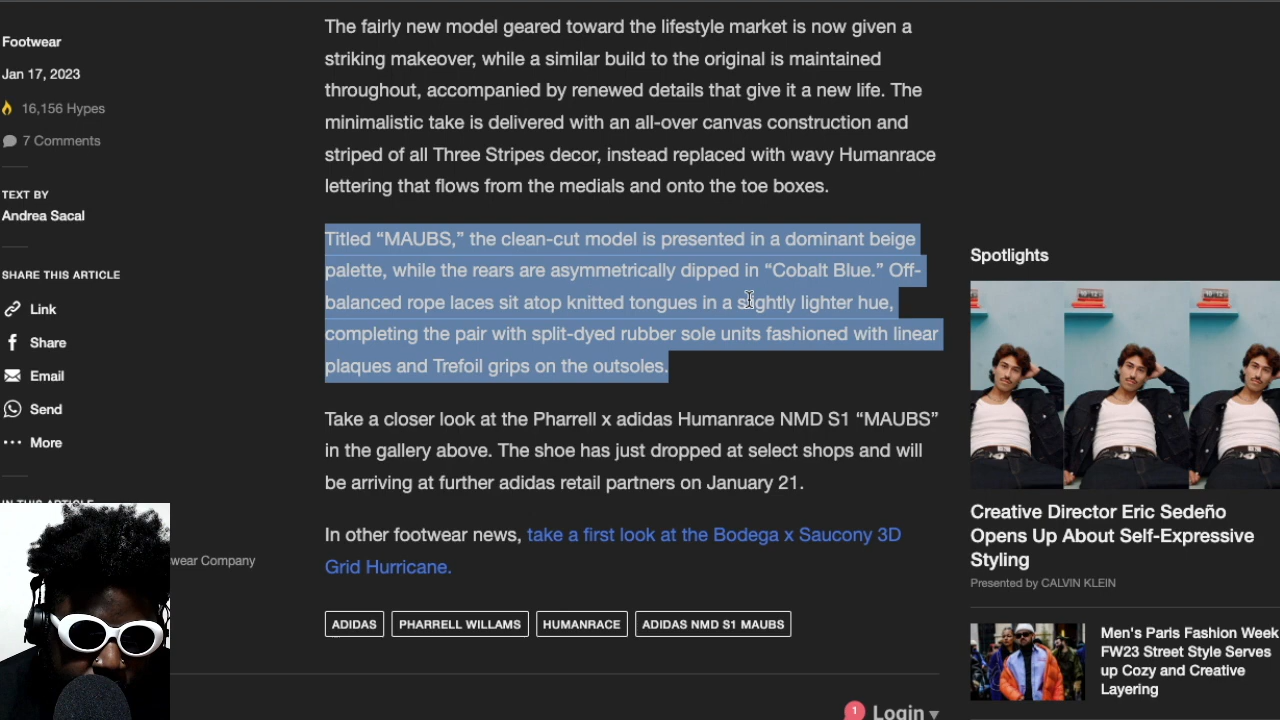 Footwear
Jan 17, 2023
16,156 Hypes
7 Comments
TEXT BY
Andrea Sacal
SHARE THIS ARTICLE
Link
Share
Email
Send
More
IN THIS ARTICLE
wear Company
The fairly new model geared toward the lifestyle market is now given a
striking makeover, while a similar build to the original is maintained
throughout, accompanied by renewed details that give it a new life. The
minimalistic take is delivered with an all-over canvas construction and
striped of all Three Stripes decor, instead replaced with wavy Humanrace
lettering that flows from the medials and onto the toe boxes.
Titled “MAUBS,” the clean-cut model is presented in a dominant beige
palette, while the rears are asymmetrically dipped in “Cobalt Blue.” Off-
balanced rope laces sit atop knitted tongues in a slightly lighter hue,
completing the pair with split-dyed rubber sole units fashioned with linear
plaques and Trefoil grips on the outsoles.
Take a closer look at the Pharrell x adidas Humanrace NMD S1 “MAUBS”
in the gallery above. The shoe has just dropped at select shops and will
be arriving at further adidas retail partners on January 21.
In other footwear news, take a first look at the Bodega x Saucony 3D
Grid Hurricane.
ADIDAS
PHARRELL WILLAMS
HUMANRACE
ADIDAS NMD S1 MAUBS
1
Login
Spotlights
Creative Director Eric Sedeño
Opens Up About Self-Expressive
Styling
Presented by CALVIN KLEIN
Men's Paris Fashion Week
FW23 Street Style Serves
up Cozy and Creative
Layering